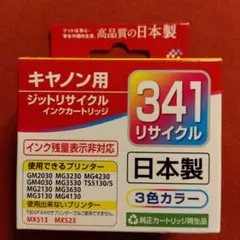 高品質の日本製
キヤノン用
ジットリサイクル
インクカートリッジ
341
リサイクル
インク残量表示非対応
日本製
3色カラー
使用できるプリンター
GM2030 MG3230 MG4230
GM4030 MG3530 TS5130/S
MG2130 MG3630
MG3130 MG4130
使用出来ないプリンター
MX513 MX523
純正カートリッジ再生品